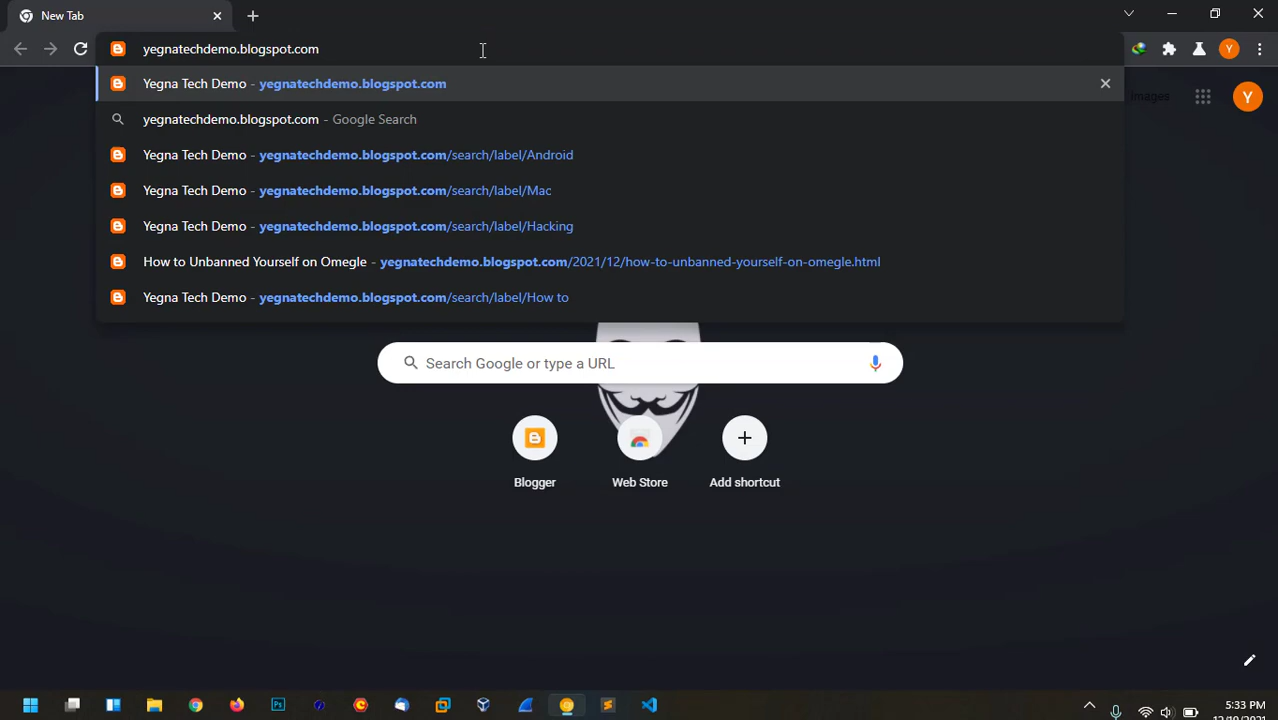 New Tab
yegnatechdemo.blogspot.com
Yegna Tech Demo - yegnatechdemo.blogspot.com
yegnatechdemo.blogspot.com - Google Search
Yegna Tech Demo - yegnatechdemo.blogspot.com/search/label/Android
Yegna Tech Demo - yegnatechdemo.blogspot.com/search/label/Mac
Yegna Tech Demo - yegnatechdemo.blogspot.com/search/label/Hacking
How to Unbanned Yourself on Omegle - yegnatechdemo.blogspot.com/2021/12/how-to-unbanned-yourself-on-omegle.html
Yegna Tech Demo - yegnatechdemo.blogspot.com/search/label/How to
Y
Images
Y
Search Google or type a URL
Blogger
Web Store
Add shortcut
Ps
5:33 PM